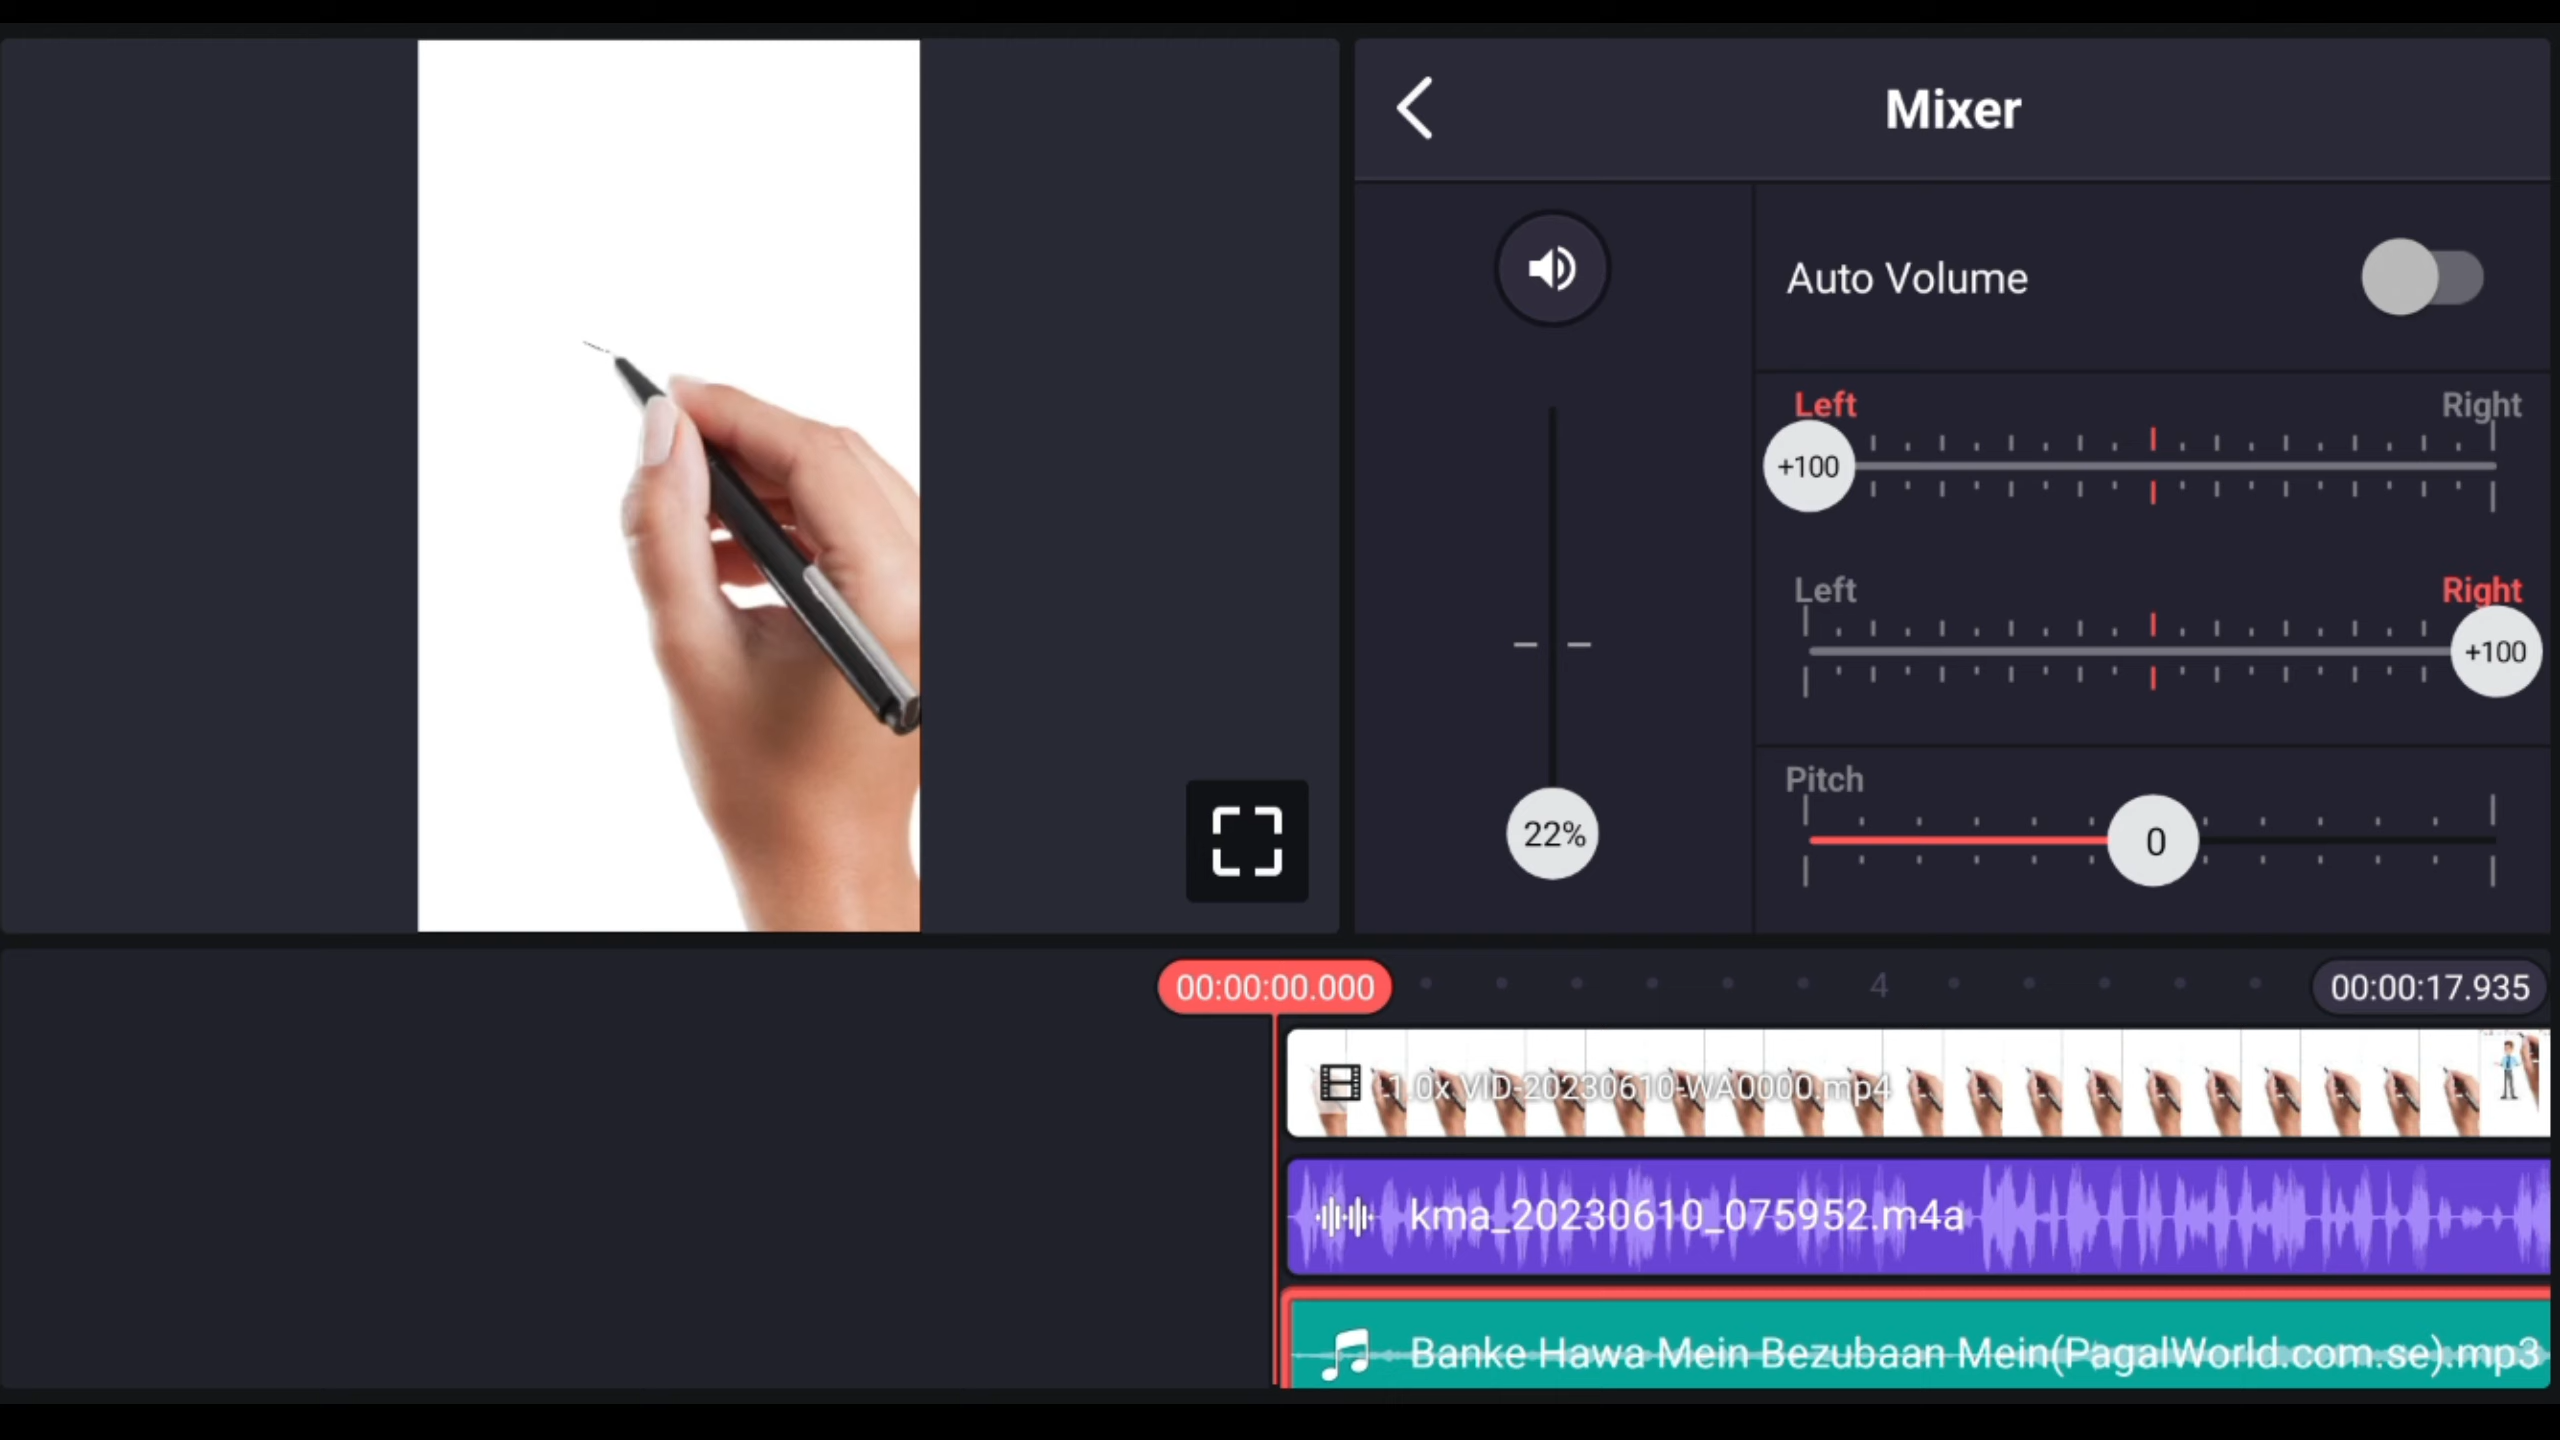 Mixer
Auto Volume
Left Right
+100
Left Right
+100
22%
Pitch
0
00:00:00.000 4 00:00:17.935
1.0x VID-20230610-WA0000.mp4
kma_20230610_075952.m4a
Banke Hawa Mein Bezubaan Mein(PagalWorld.com.se).mp3